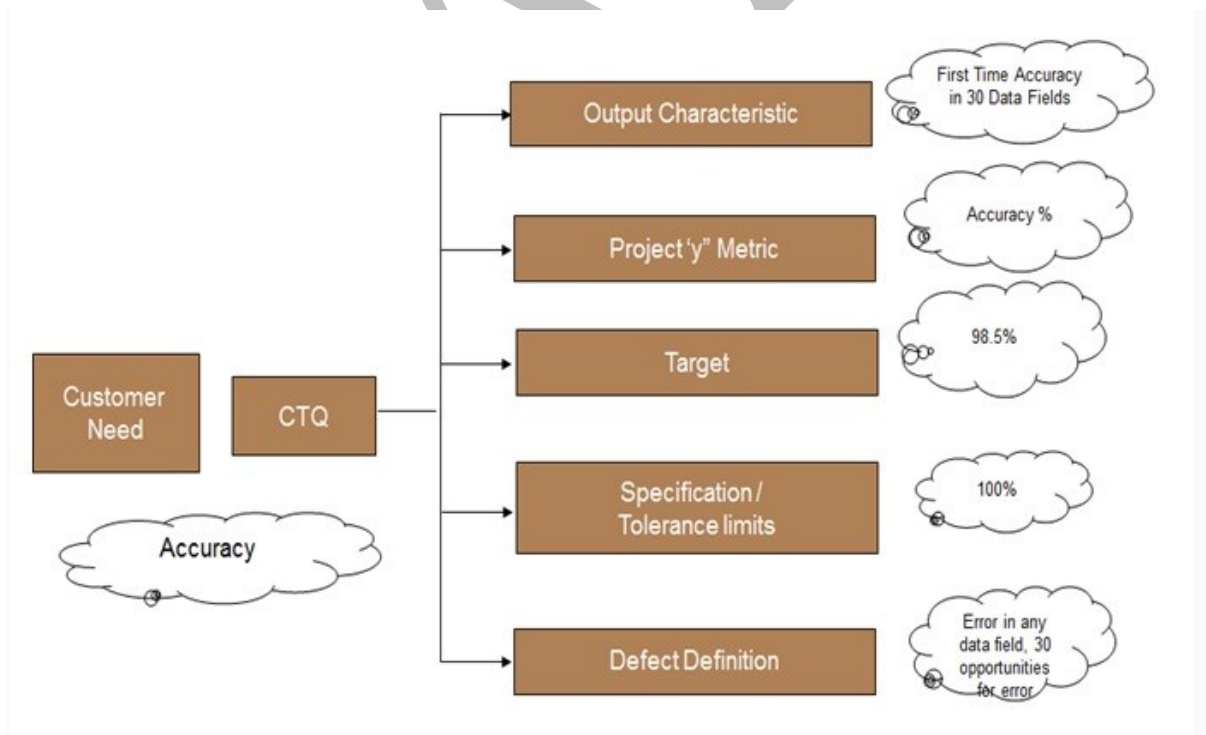 Output Characteristic
First Time Accuracy
in 30 Data Fields
Project ‘y” Metric
Accuracy %
Target
98.5%
Customer
Need
CTQ
Accuracy
Specification /
Tolerance limits
100%
Defect Definition
Error in any
data field, 30
opportunities
for error